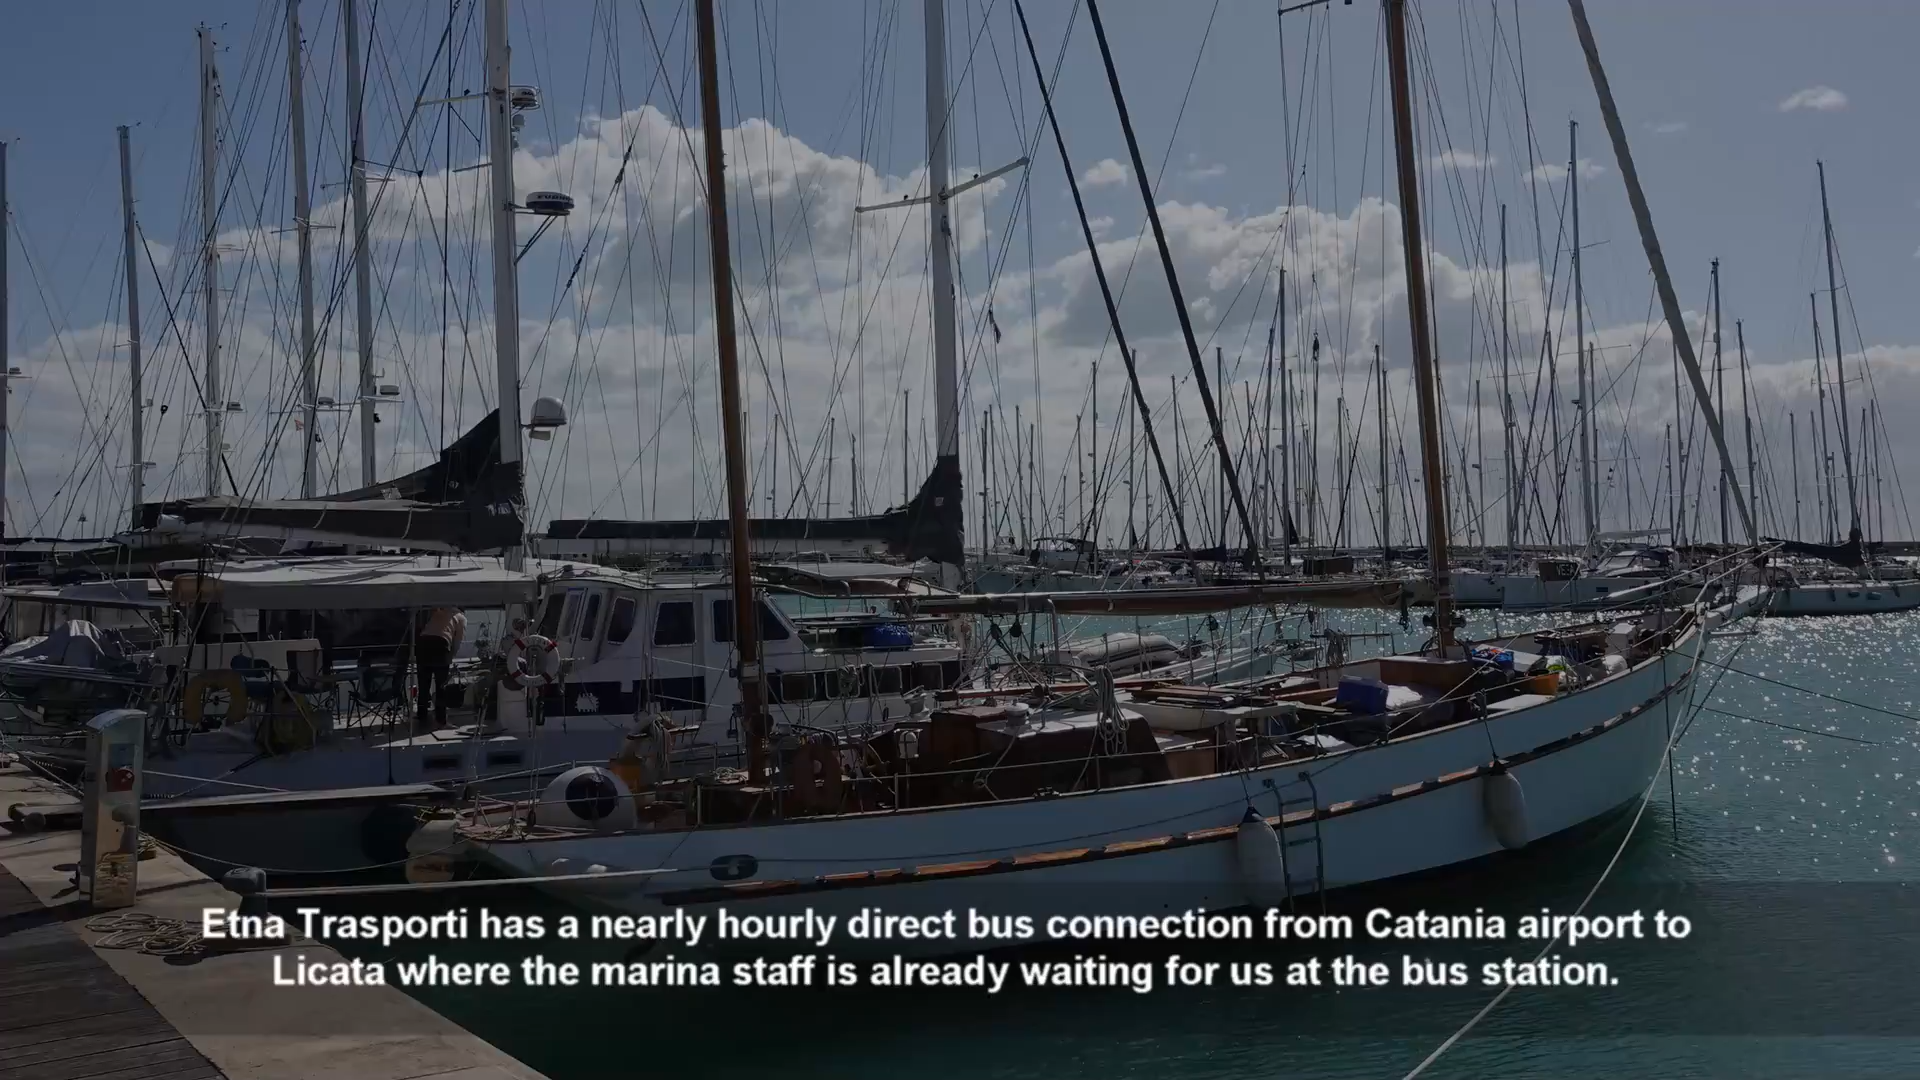 FURUNO
Etna Trasporti has a nearly hourly direct bus connection from Catania airport to
Licata where the marina staff is already waiting for us at the bus station.